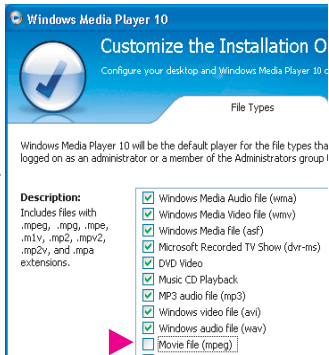 Windows Media Player 10
Customize the Installation O
Configure your desktop and Windows Media Player 10
File Types
Windows Media Player 10 will be the default player for the file types tha
logged on as an administrator or a member of the Administrators group
Description:
Includes files with
.mpeg, .mpg, .mpe,
.m1v, .mp2, .mpv2,
.mp2v, and .mpa
extensions.
Windows Media Audio file (wma)
Windows Media Video file (wmv)
Windows Media file (asf)
Microsoft Recorded TV Show (dvr-ms)
DVD Video
Music CD Playback
MP3 audio file (mp3)
Windows video file (avi)
Windows audio file (wav)
Movie file (mpeg)